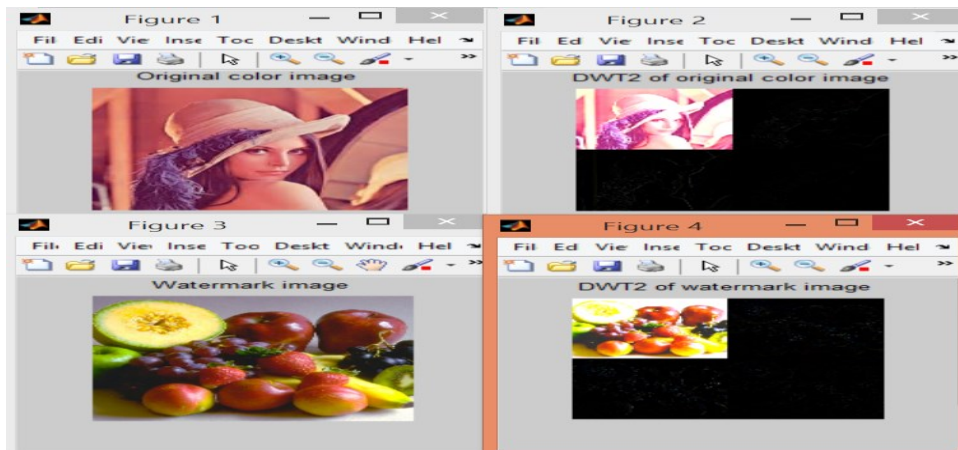 Figure 1
Fil Edi Vie Inse Toc Deskt Wind Hel
Original color image
Figure 2
Fil Ed Vie Inse Toc Deskt Wind Hel
DWT2 of original color image
Figure 3
Fil Edi Vie Inse Too Deskt Wind Hel
Watermark image
Figure 4
Fil Ed Vie Inse Toc Deskt Wind Hel
DWT2 of watermark image